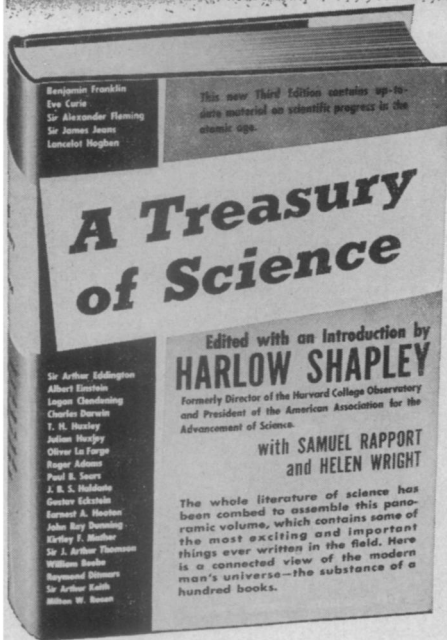 Benjamin Franklin
Eve Curie
Sir Alexander Fleming
Sir James Jeans
Lancelot Hogben
This new Third Edition contains up-to-
date material on scientific progress in the
atomic age.
A Treasury
of Science
Edited with an Introduction by
HARLOW SHAPLEY
Formerly Director of the Harvard College Observatory
and President of the American Association for the
Advancement of Science.
with SAMUEL RAPPORT
and HELEN WRIGHT
Sir Arthur Eddington
Albert Einstein
Logan Clendening
Charles Darwin
T. H. Huxley
Julian Huxley
Oliver La Farge
Roger Adams
Paul B. Sears
J. B. S. Haldane
Gustav Eckstein
Earnest A. Hooton
John Ray Dunning
Kirtley F. Mather
Sir J. Arthur Thomson
William Beebe
Raymond Ditmars
Sir Arthur Keith
Milton W. Rosen
The whole literature of science has
been combed to assemble this pano-
ramic volume, which contains some of
the most exciting and important
things ever written in the field. Here
is a connected view of the modern
man's universe—the substance of a
hundred books.